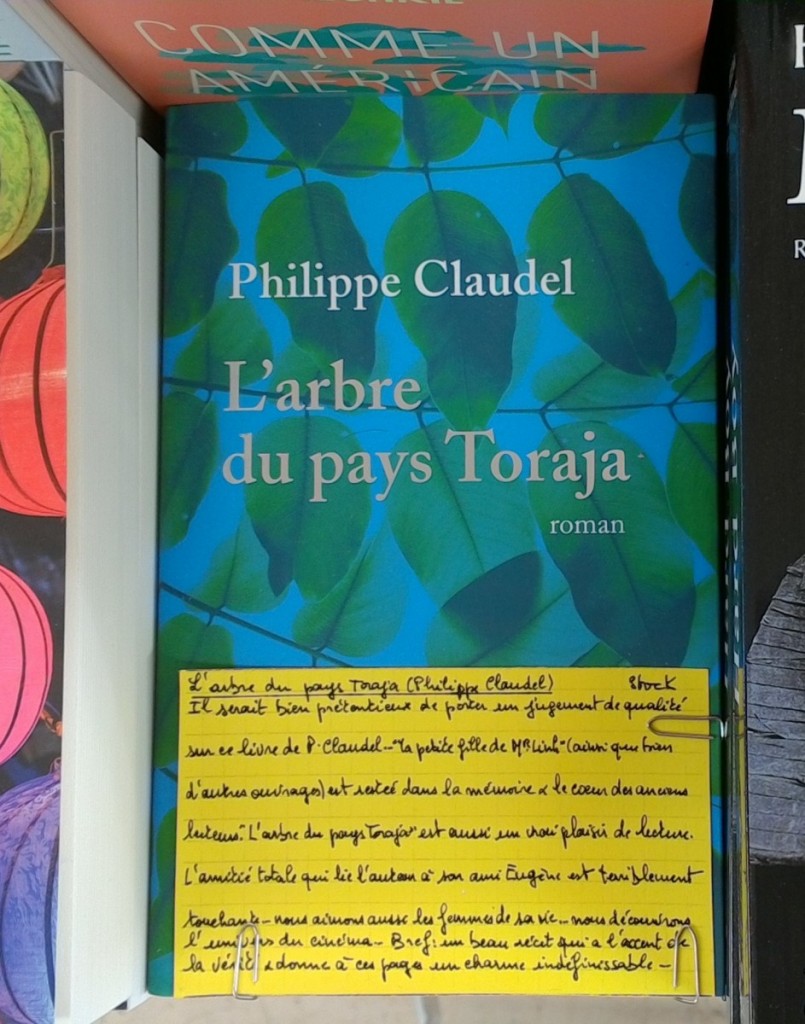 COMME UN
AMÉRICAIN
Philippe Claudel
L'arbre
du pays Toraja
roman
L'arbre du pays Toraja (Philippe Claudel) Stock
Il serait bien prétentieux de porter un jugement de qualité
sur ce livre de P. Claudel - "la petite fille de Mr Linh" (ainsi que
d'autres ouvrages) est restée dans la mémoire & le cœur des anciens
lecteurs. "L'arbre du pays Toraja" est aussi un vrai plaisir de lecture.
L'amitié totale qui lie l'auteur à son ami Eugène est terriblement
touchante - nous aimons aussi les femmes de sa vie - nous découvrons
l'univers du cinéma - Bref : un beau récit qui a l'accent de
la vérité & donne à ces pages un charme indéfinissable -